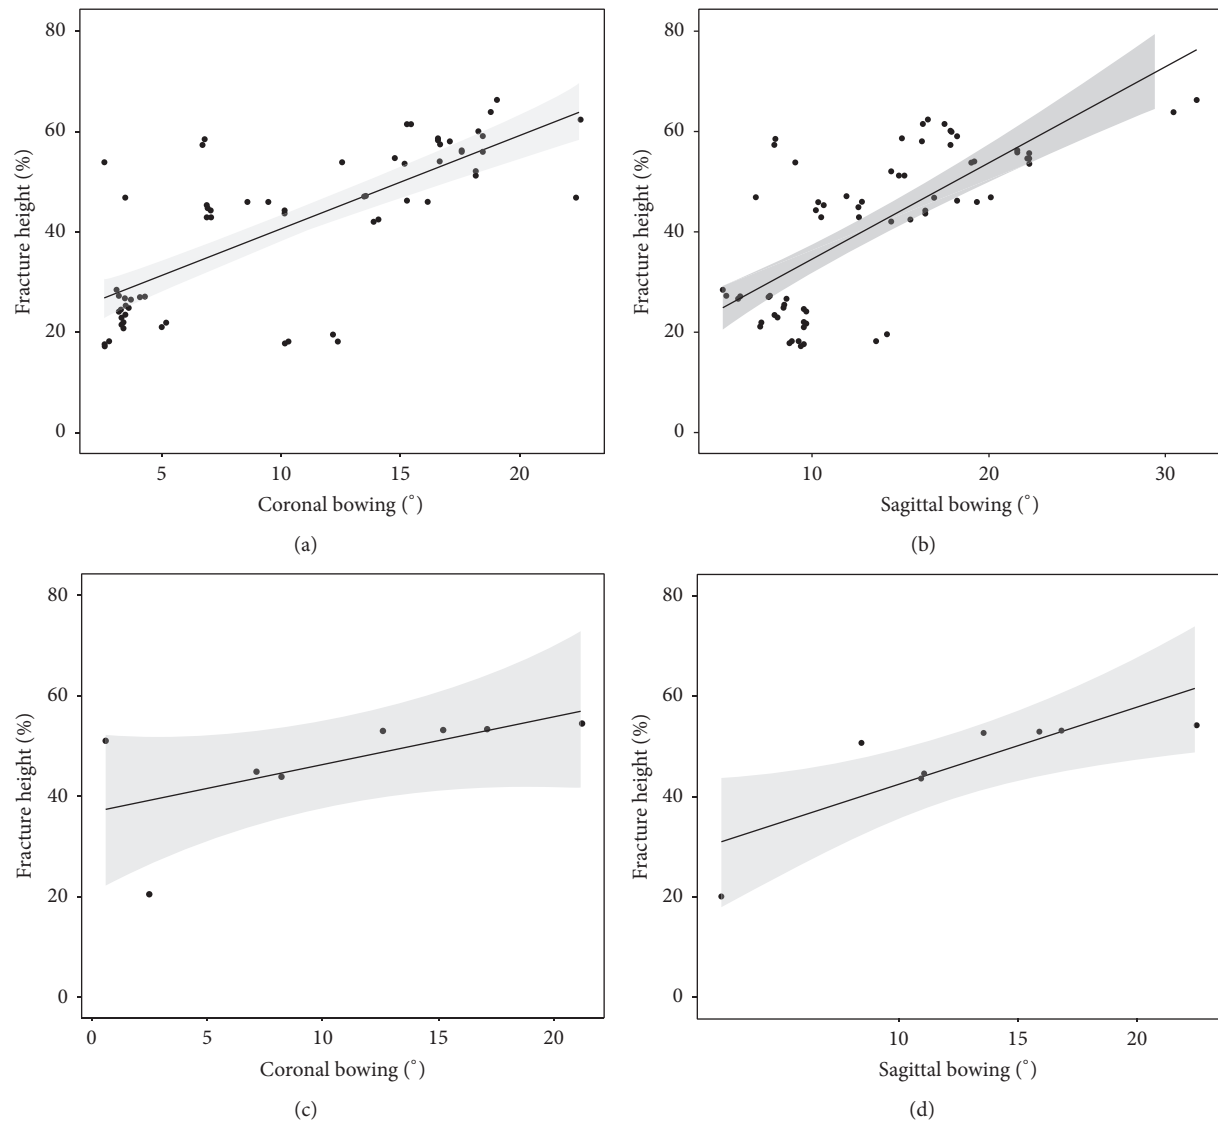 80
60
40
20
0
Fracture height (%)
5 10 15 20
Coronal bowing (°)
(a)
80
60
40
20
0
Fracture height (%)
10 20 30
Sagittal bowing (°)
(b)
80
60
40
20
0
Fracture height (%)
0 5 10 15 20
Coronal bowing (°)
(c)
80
60
40
20
0
Fracture height (%)
10 15 20
Sagittal bowing (°)
(d)